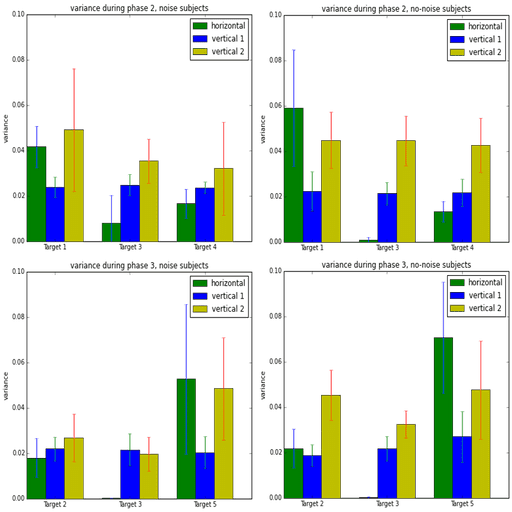 variance during phase 2, noise subjects
0.10
0.08
0.06
0.04
0.02
0.00
variance
horizontal
vertical 1
vertical 2
Target 1
Target 3
Target 4
variance during phase 2, no-noise subjects
0.10
0.08
0.06
0.04
0.02
0.00
variance
horizontal
vertical 1
vertical 2
Target 1
Target 3
Target 4
variance during phase 3, noise subjects
0.10
0.08
0.06
0.04
0.02
0.00
variance
horizontal
vertical 1
vertical 2
Target 2
Target 3
Target 5
variance during phase 3, no-noise subjects
0.10
0.08
0.06
0.04
0.02
0.00
variance
horizontal
vertical 1
vertical 2
Target 2
Target 3
Target 5